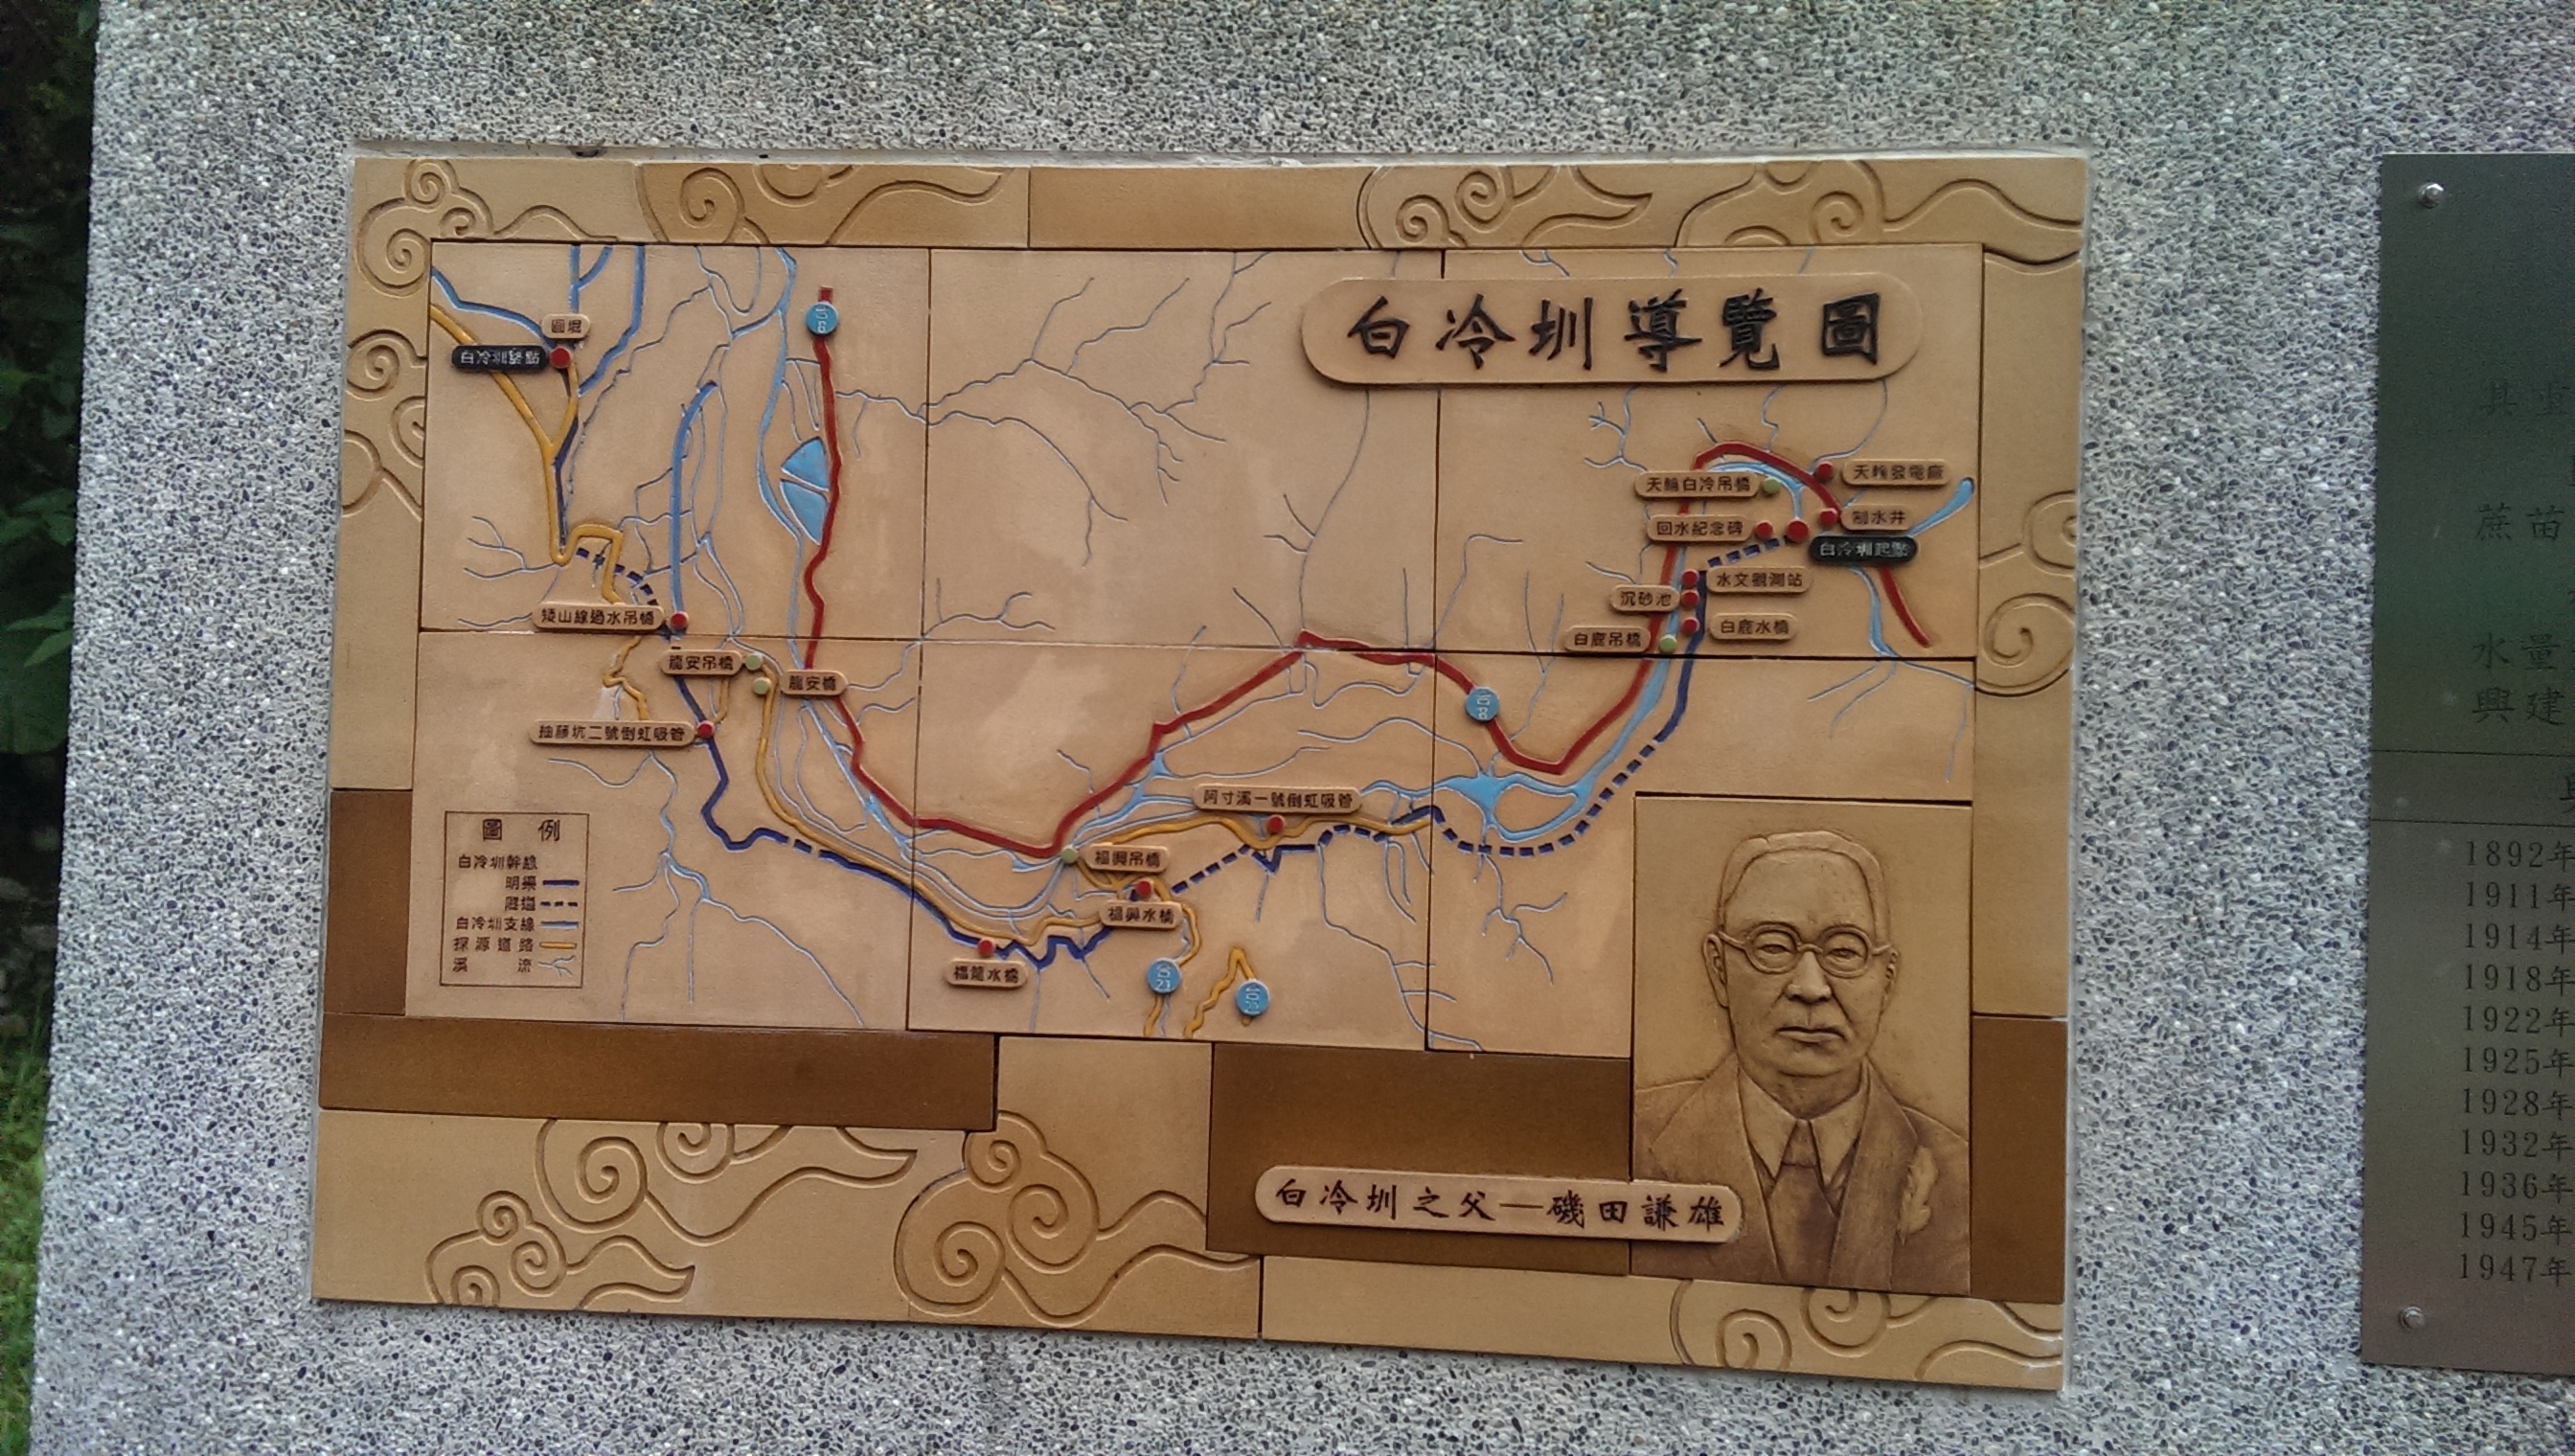 白冷圳導覽圖
台8
圓堀
天輪發電廠
天輪白冷吊橋
制水井
回水紀念碑
白冷圳起點
水文觀測站
沉砂池
矮山線過水吊橋
白鹿水橋
白鹿吊橋
龍安吊橋
龍安橋
台8
抽藤坑二號倒虹吸管
阿寸溪一號倒虹吸管
福興吊橋
福興水橋
福龍水橋
台21
圖例
白冷圳幹線
明渠
隧道
白冷圳支線
探源道路
溪流
白冷圳之父—磯田謙雄
蔗苗
水量
興建
1892年
1911年
1914年
1918年
1922年
1925年
1928年
1932年
1936年
1945年
1947年